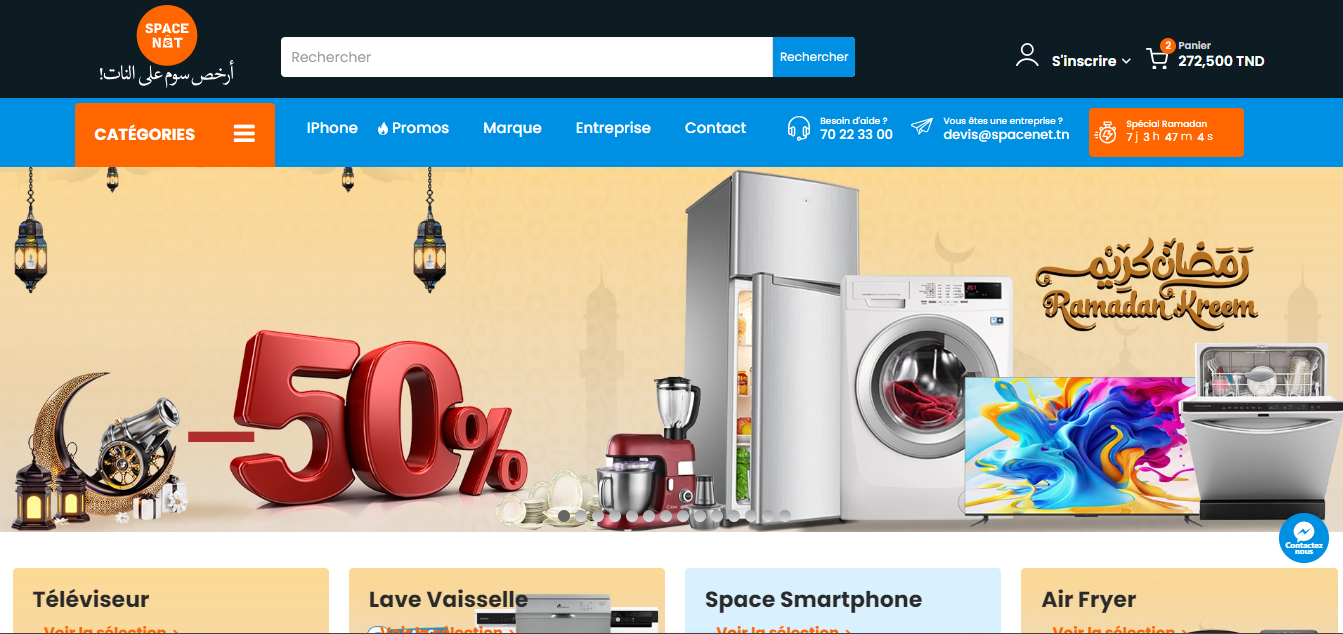 SPACE
NET
أرخص سوم على النات!
Rechercher
Rechercher
S'inscrire
2
Panier
272,500 TND
CATÉGORIES
IPhone
Promos
Marque
Entreprise
Contact
Besoin d'aide ?
70 22 33 00
Vous êtes une entreprise ?
devis@spacenet.tn
Spécial Ramadan
7 j 3 h 47 m 4 s
رمضان كريم
Ramadan Kreem
-50%
Contactez
nous
Téléviseur
Lave Vaisselle
Space Smartphone
Air Fryer
Voir la sélection >
Voir la sélection >
Voir la sélection >
Voir la sélection >